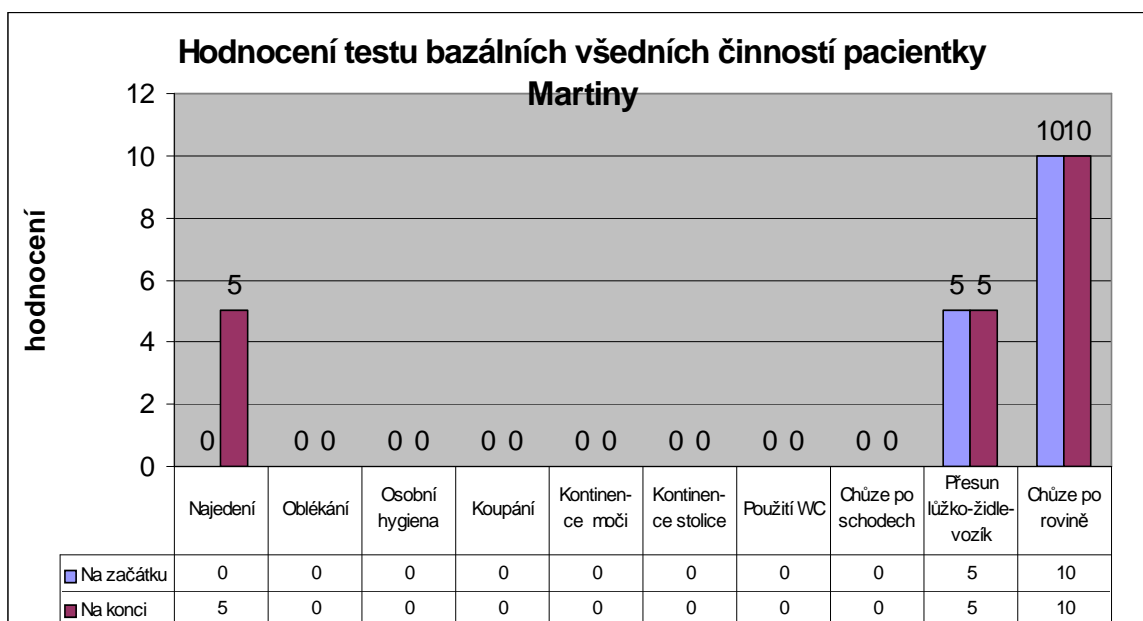 Hodnocení testu bazálních všedních činností pacientky
Martiny
hodnocení
12
10
8
6
4
2
0
0 5
0 0
0 0
0 0
0 0
0 0
0 0
0 0
5 5
10 10
Najedení
Oblékání
Osobní
hygiena
Koupání
Kontinen-
ce moči
Kontinen-
ce stolice
Použití WC
Chůze po
schodech
Přesun
lůžko-židle-
vozík
Chůze po
rovině
Na začátku 0 0 0 0 0 0 0 0 5 10
Na konci 5 0 0 0 0 0 0 0 5 10